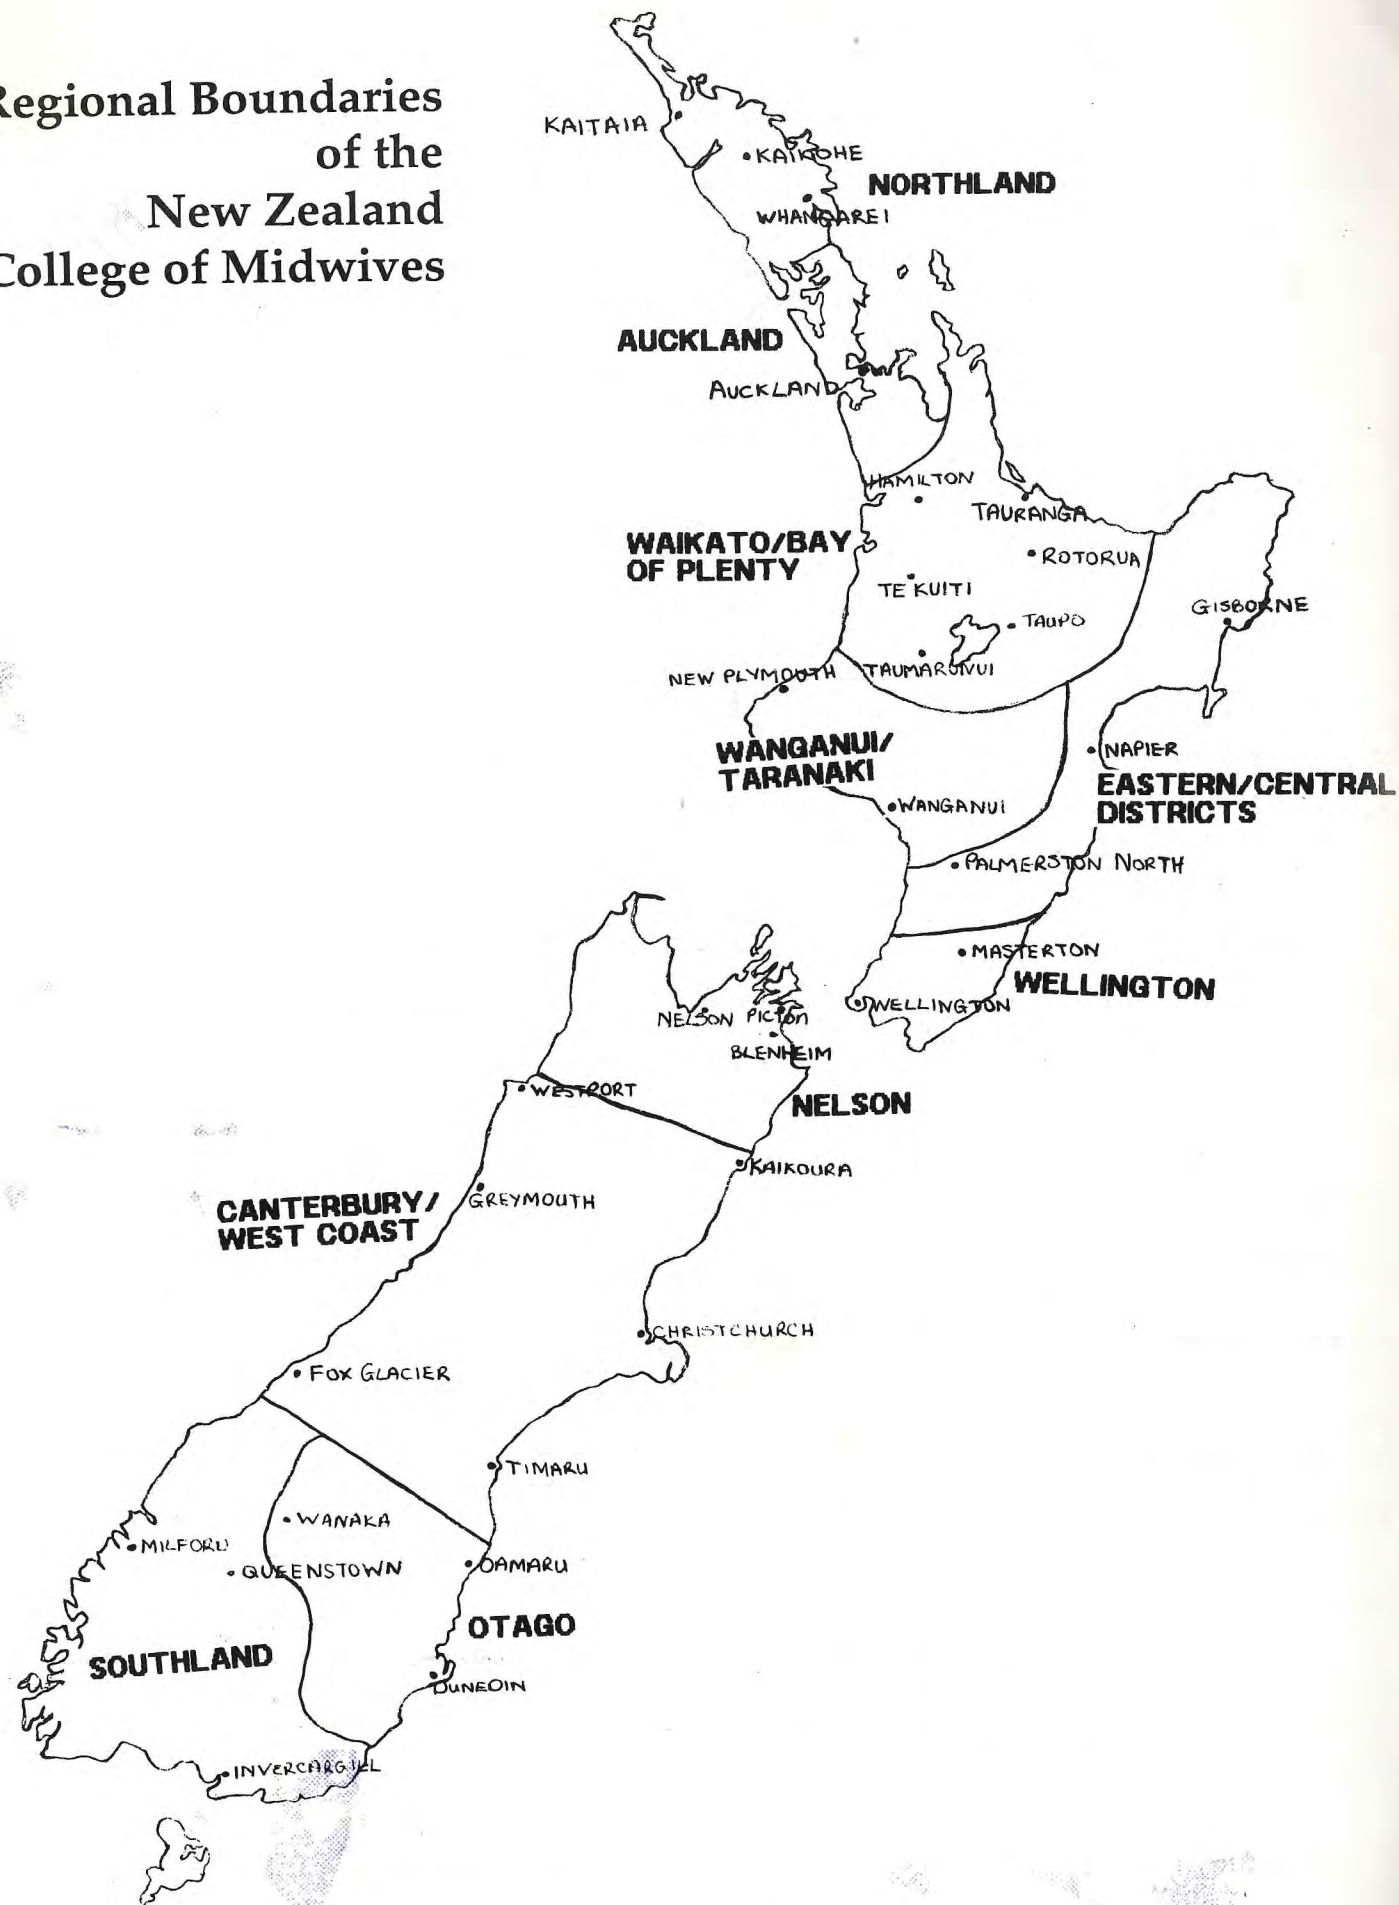 Regional Boundaries
of the
New Zealand
College of Midwives
KAITAIA
KAIKOHE
NORTHLAND
WHANGAREI
AUCKLAND
AUCKLAND
HAMILTON
TAURANGA
WAIKATO/BAY
OF PLENTY
ROTORUA
TE KUITI
GISBORNE
TAUPO
NEW PLYMOUTH
TAUMARUNUI
WANGANUI/
TARANAKI
NAPIER
EASTERN/CENTRAL
DISTRICTS
WANGANUI
PALMERSTON NORTH
MASTERTON
WELLINGTON
WELLINGTON
NELSON
PICTON
BLENHEIM
WESTPORT
NELSON
KAIKOURA
CANTERBURY/
WEST COAST
GREYMOUTH
CHRISTCHURCH
FOX GLACIER
TIMARU
WANAKA
MILFORD
QUEENSTOWN
OAMARU
OTAGO
SOUTHLAND
DUNEDIN
INVERCARGILL